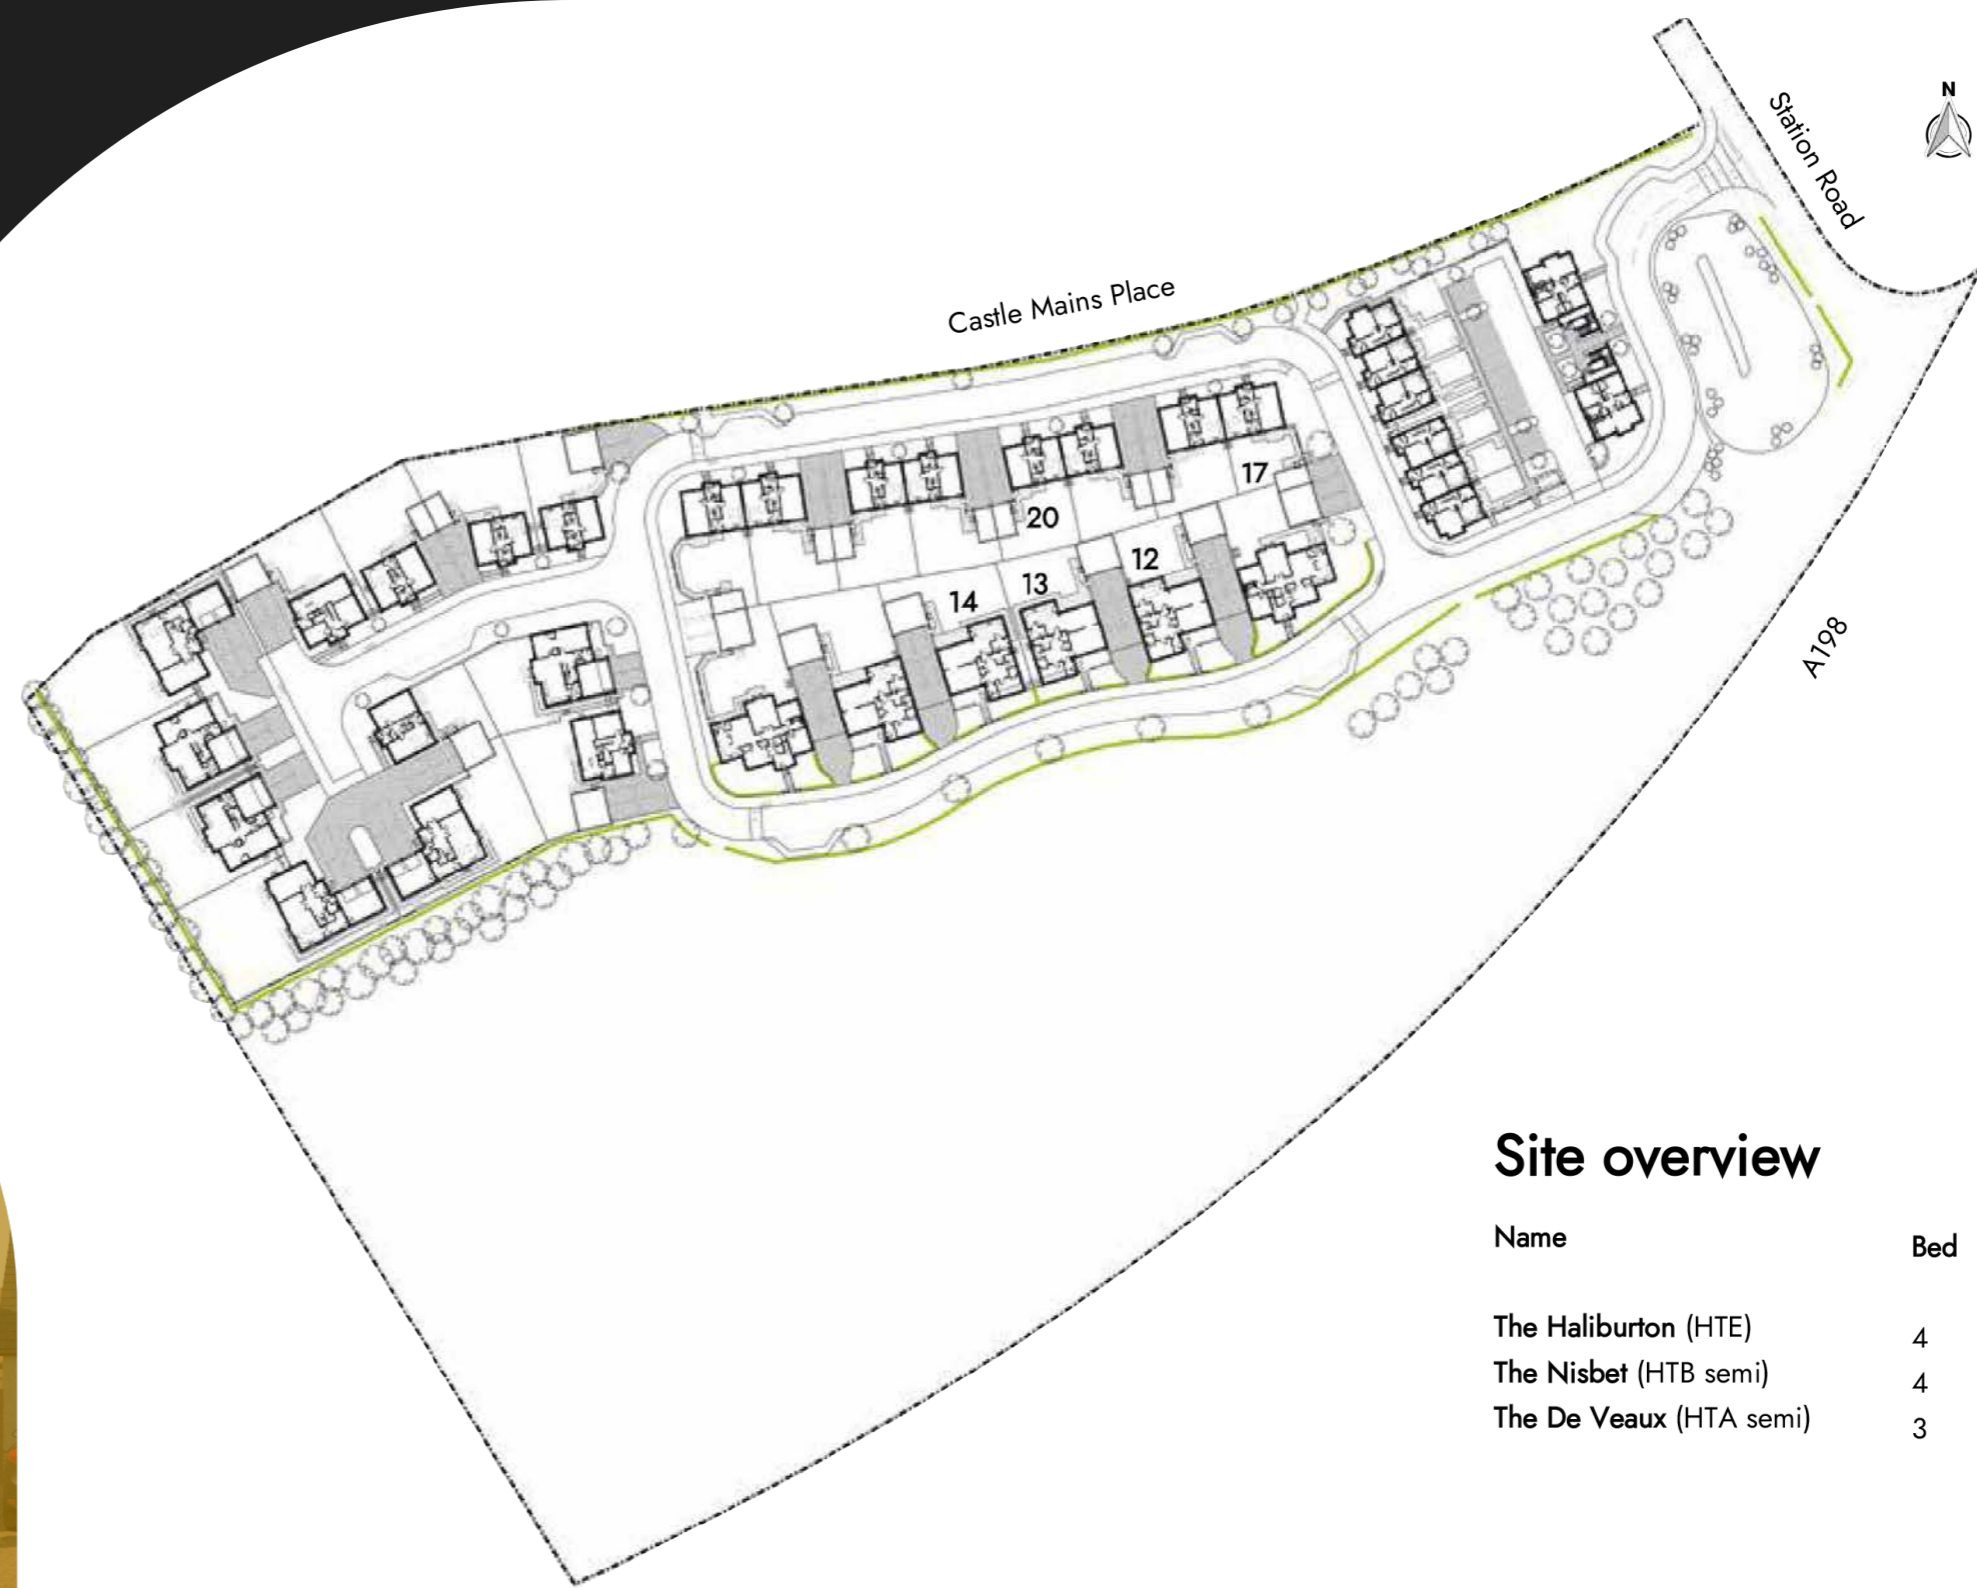 N
Station Road
Castle Mains Place
17
20
12
13
14
A198
Site overview
Name Bed
The Haliburton (HTE) 4
The Nisbet (HTB semi) 4
The De Veaux (HTA semi) 3